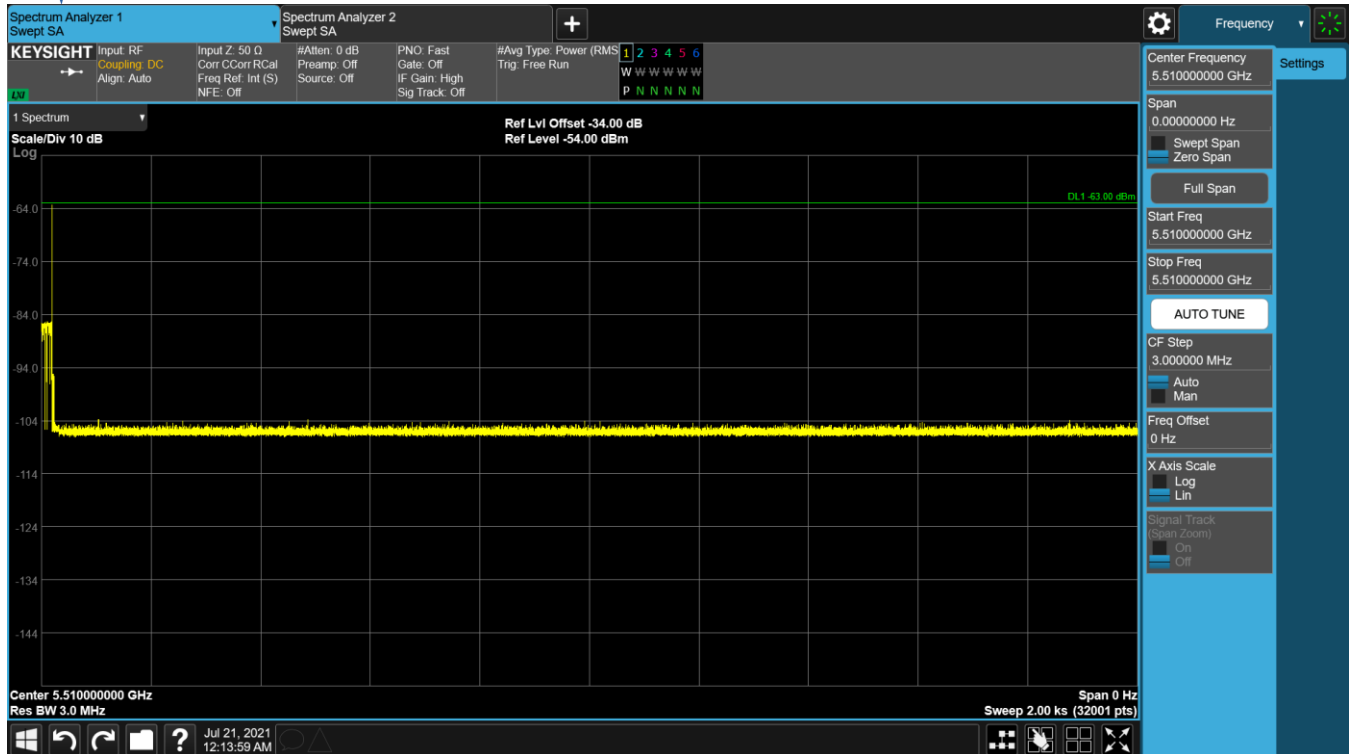 Spectrum Analyzer 1
Swept SA
Spectrum Analyzer 2
Swept SA
Frequency
KEYSIGHT
Input: RF
Coupling: DC
Align: Auto
Input Z: 50 Ω
Corr CCorr RCal
Freq Ref: Int (S)
NFE: Off
#Atten: 0 dB
Preamp: Off
Source: Off
PNO: Fast
Gate: Off
IF Gain: High
Sig Track: Off
#Avg Type: Power (RMS
Trig: Free Run
1 2 3 4 5 6
W W W W W W
P N N N N N
LXI
1 Spectrum
Scale/Div 10 dB
Log
Ref Lvl Offset -34.00 dB
Ref Level -54.00 dBm
DL1 -63.00 dBm
-64.0
-74.0
-84.0
-94.0
-104
-114
-124
-134
-144
Center 5.510000000 GHz
Res BW 3.0 MHz
Span 0 Hz
Sweep 2.00 ks (32001 pts)
Center Frequency
5.510000000 GHz
Settings
Span
0.00000000 Hz
Swept Span
Zero Span
Full Span
Start Freq
5.510000000 GHz
Stop Freq
5.510000000 GHz
AUTO TUNE
CF Step
3.000000 MHz
Auto
Man
Freq Offset
0 Hz
X Axis Scale
Log
Lin
Signal Track
(Span Zoom)
On
Off
?
Jul 21, 2021
12:13:59 AM